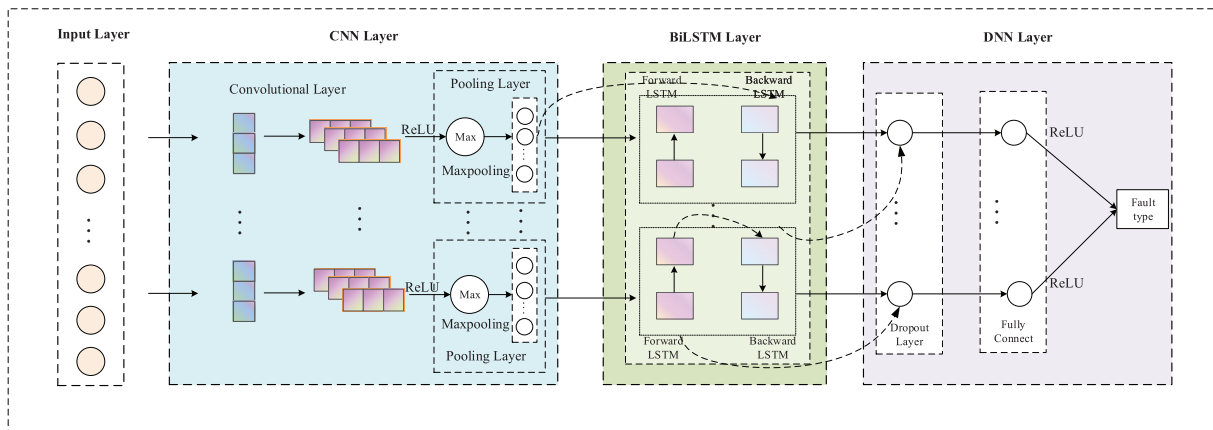 Input Layer
CNN Layer
BiLSTM Layer
DNN Layer
Convolutional Layer
Pooling Layer
ReLU
Max
Maxpooling
Forward
LSTM
Backward
LSTM
ReLU
Fault
type
ReLU
Max
Maxpooling
Pooling Layer
Forward
LSTM
Backward
LSTM
Dropout
Layer
Fully
Connect
ReLU